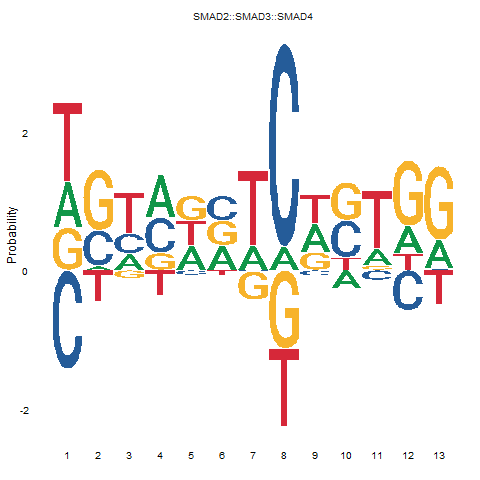 SMAD2::SMAD3::SMAD4
Probability
2
0
-2
T G T A G C T C T G T G G
A C C C T G A A A C T A A
G A A G A A G G G T A T T
C T G T C T T C A G C
C
1 2 3 4 5 6 7 8 9 10 11 12 13